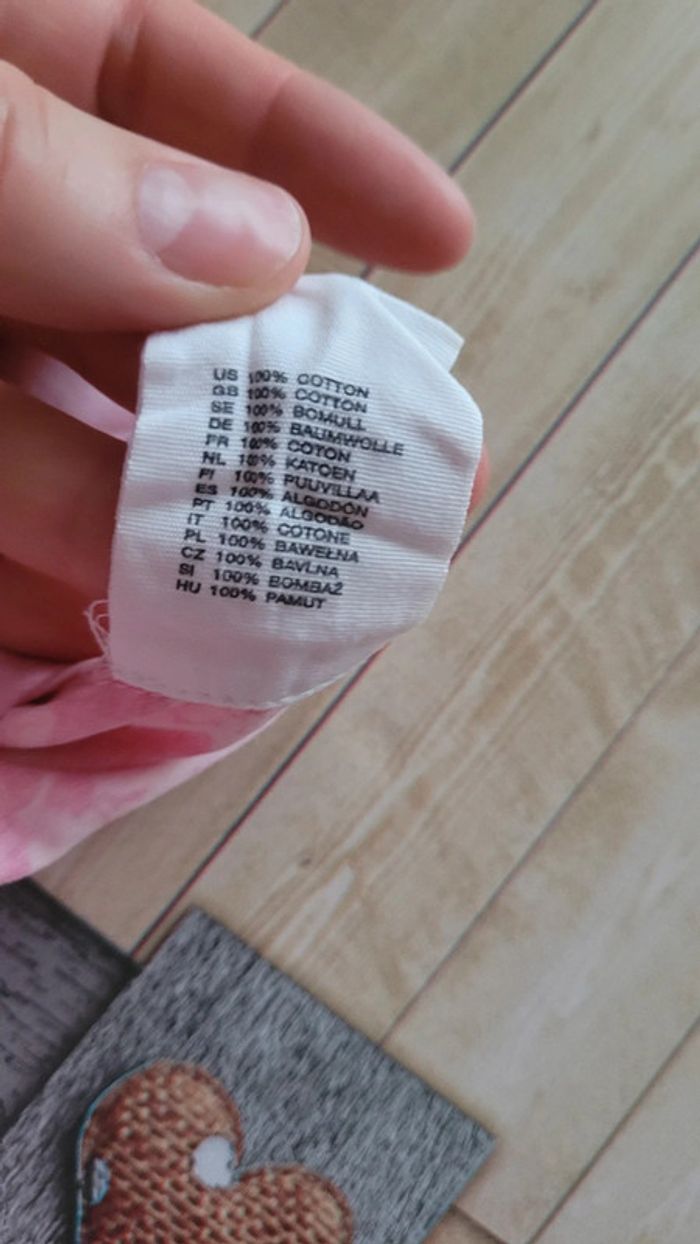 US 100% COTTON
GB 100% COTTON
SE 100% BOMULL
DE 100% BAUMWOLLE
FR 100% COTON
NL 100% KATOEN
FI 100% PUUVILLAA
ES 100% ALGODÓN
PT 100% ALGODÃO
IT 100% COTONE
PL 100% BAWEŁNA
CZ 100% BAVLNA
SI 100% BOMBAŽ
HU 100% PAMUT